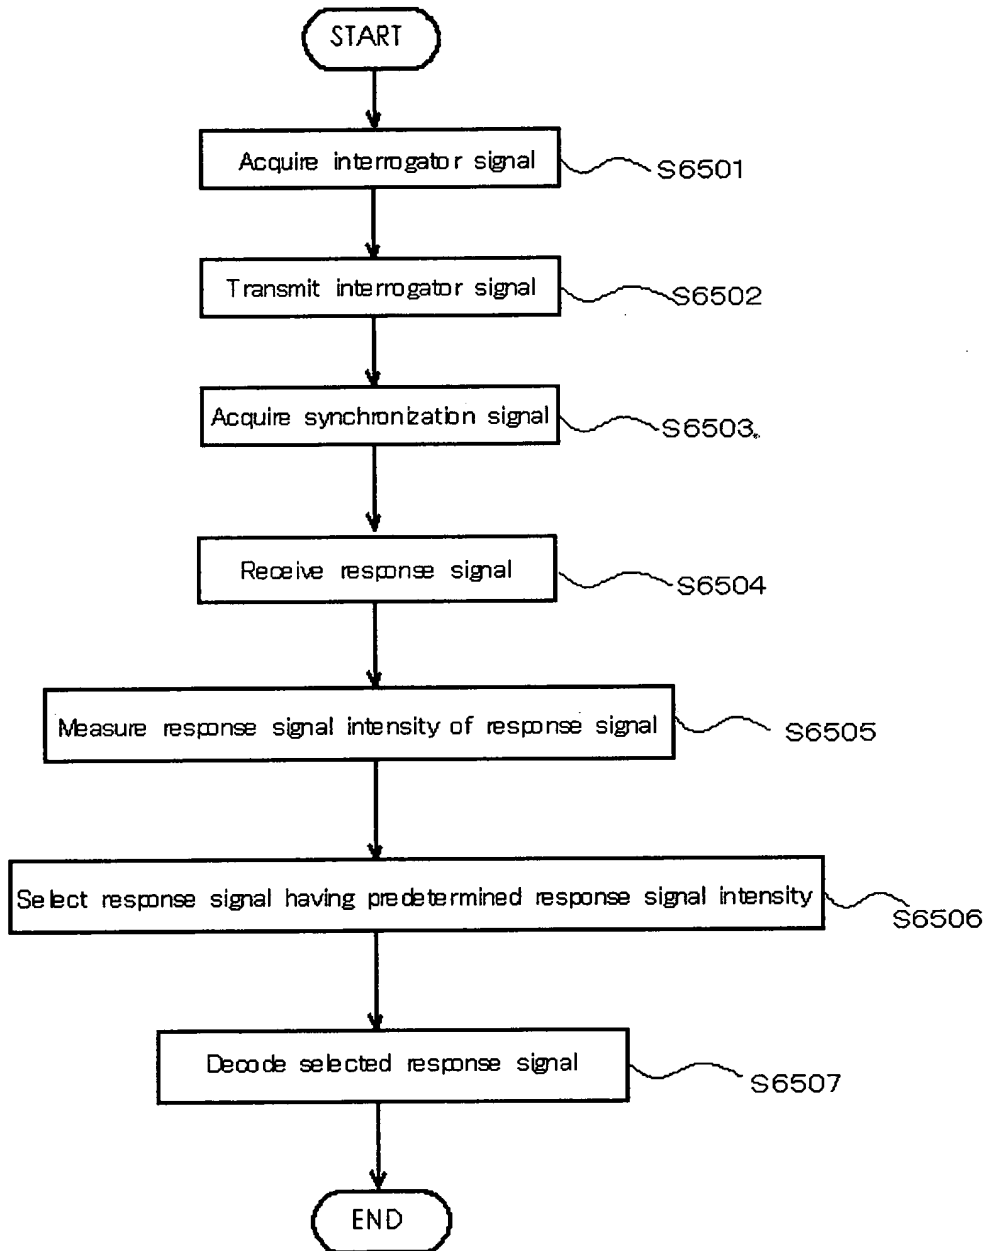 START
Acquire interrogator signal
S6501
Transmit interrogator signal
S6502
Acquire synchronization signal
S6503.
Receive response signal
S6504
Measure response signal intensity of response signal
S6505
Select response signal having predetermined response signal intensity
S6506
Decode selected response signal
S6507
END